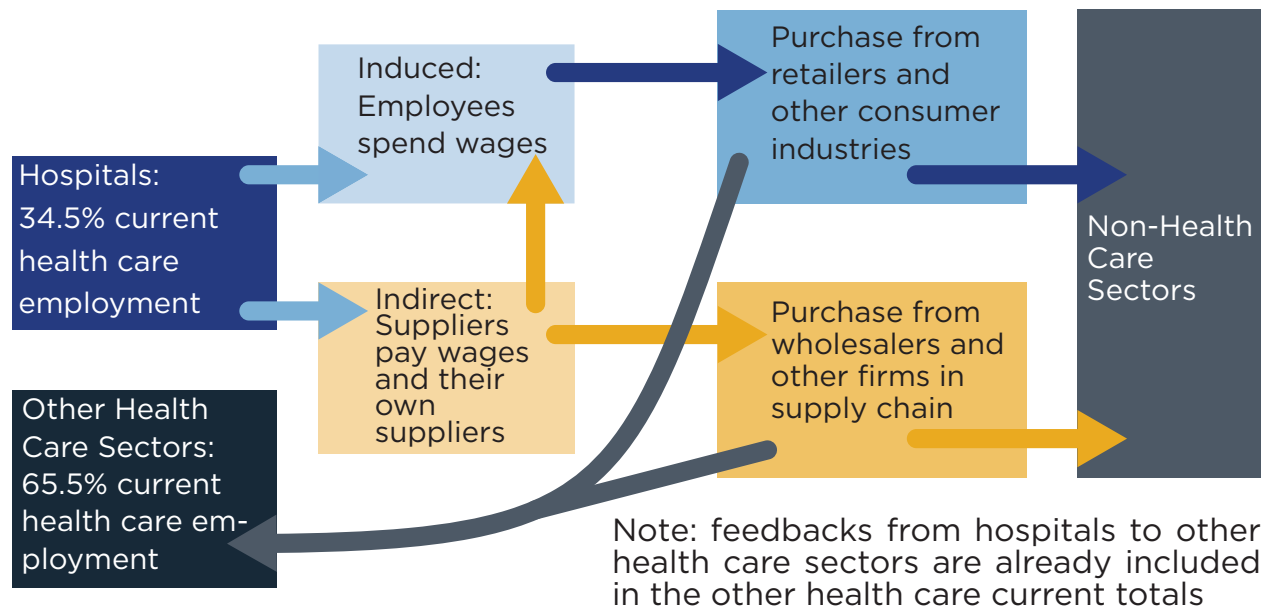 Hospitals:
34.5% current
health care
employment
Other Health
Care Sectors:
65.5% current
health care em-
ployment
Induced:
Employees
spend wages
Indirect:
Suppliers
pay wages
and their
own
suppliers
Purchase from
retailers and
other consumer
industries
Purchase from
wholesalers and
other firms in
supply chain
Non-Health
Care
Sectors
Note: feedbacks from hospitals to other
health care sectors are already included
in the other health care current totals